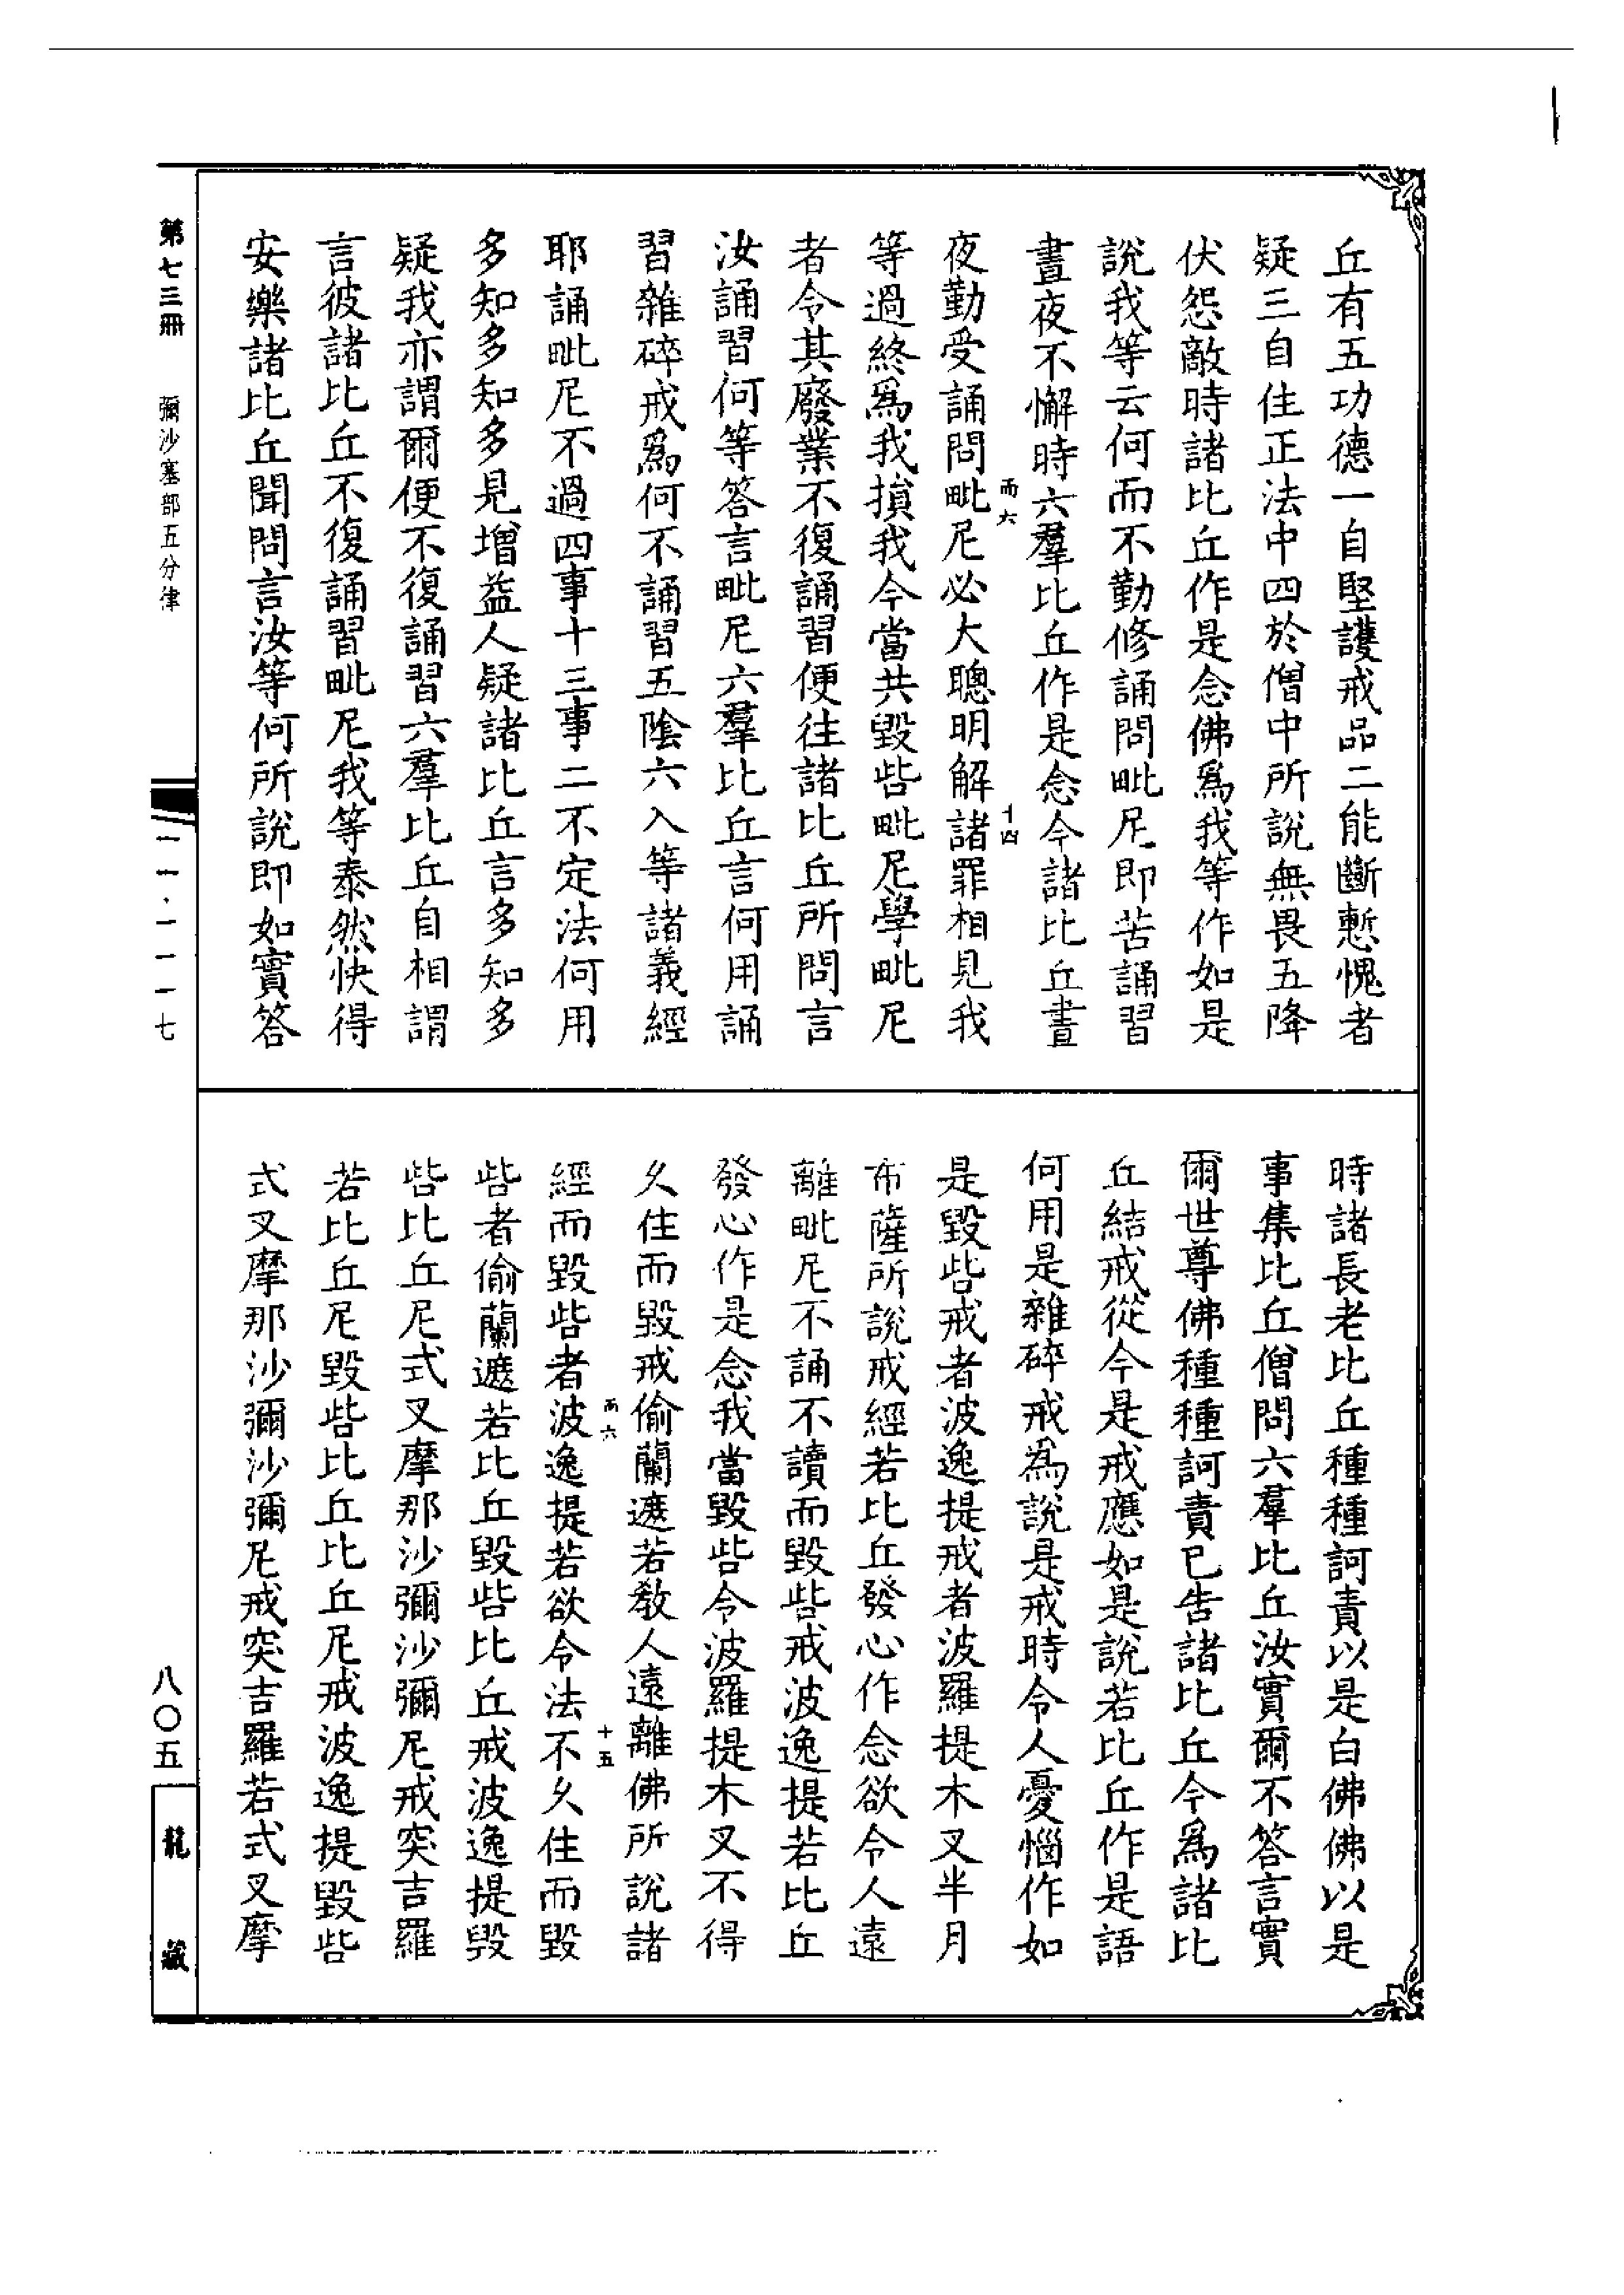 丘有五功德一自堅護戒品二能斷慙愧者
疑三自住正法中四於僧中所說無畏五降
伏怨敵時諸比丘作是念佛爲我等作如是
說我等云何而不勤修誦問毗尼即苦誦習
晝夜不懈時六羣比丘作是念今諸比丘晝
而六
十四
夜勤受誦問毗尼必大聰明解諸罪相見我
等過終爲我損我今當共毀呰毗尼學毗尼
者令其廢業不復誦習便往諸比丘所問言
汝誦習何等答言毗尼六羣比丘言何用誦
習雜碎戒爲何不誦習五陰六入等諸義經
耶誦毗尼不過四事十三事二不定法何用
多知多知多見增益人疑諸比丘言多知多
疑我亦謂爾便不復誦習六羣比丘自相謂
言彼諸比丘不復誦習毗尼我等泰然快得
安樂諸比丘聞問言汝等何所說即如實答
時諸長老比丘種種訶責以是白佛佛以是
事集比丘僧問六羣比丘汝實爾不答言實
爾世尊佛種種訶責已告諸比丘今爲諸比
丘結戒從今是戒應如是說若比丘作是語
何用是雜碎戒爲說是戒時令人憂惱作如
是毀呰戒者波逸提戒者波羅提木叉半月
布薩所說戒經若比丘發心作念欲令人遠
離毗尼不誦不讀而毀呰戒波逸提若比丘
發心作是念我當毀呰令波羅提木叉不得
久住而毀戒偷蘭遮若教人遠離佛所說諸
而六
十五
經而毀呰者波逸提若欲令法不久住而毀
呰者偷蘭遮若比丘毀呰比丘戒波逸提毀
呰比丘尼式叉摩那沙彌沙彌尼戒突吉羅
若比丘尼毀呰比丘比丘尼戒波逸提毀呰
式叉摩那沙彌沙彌尼戒突吉羅若式叉摩
第七三冊 彌沙塞部五分律
一一·一一一七
八〇五
龍藏